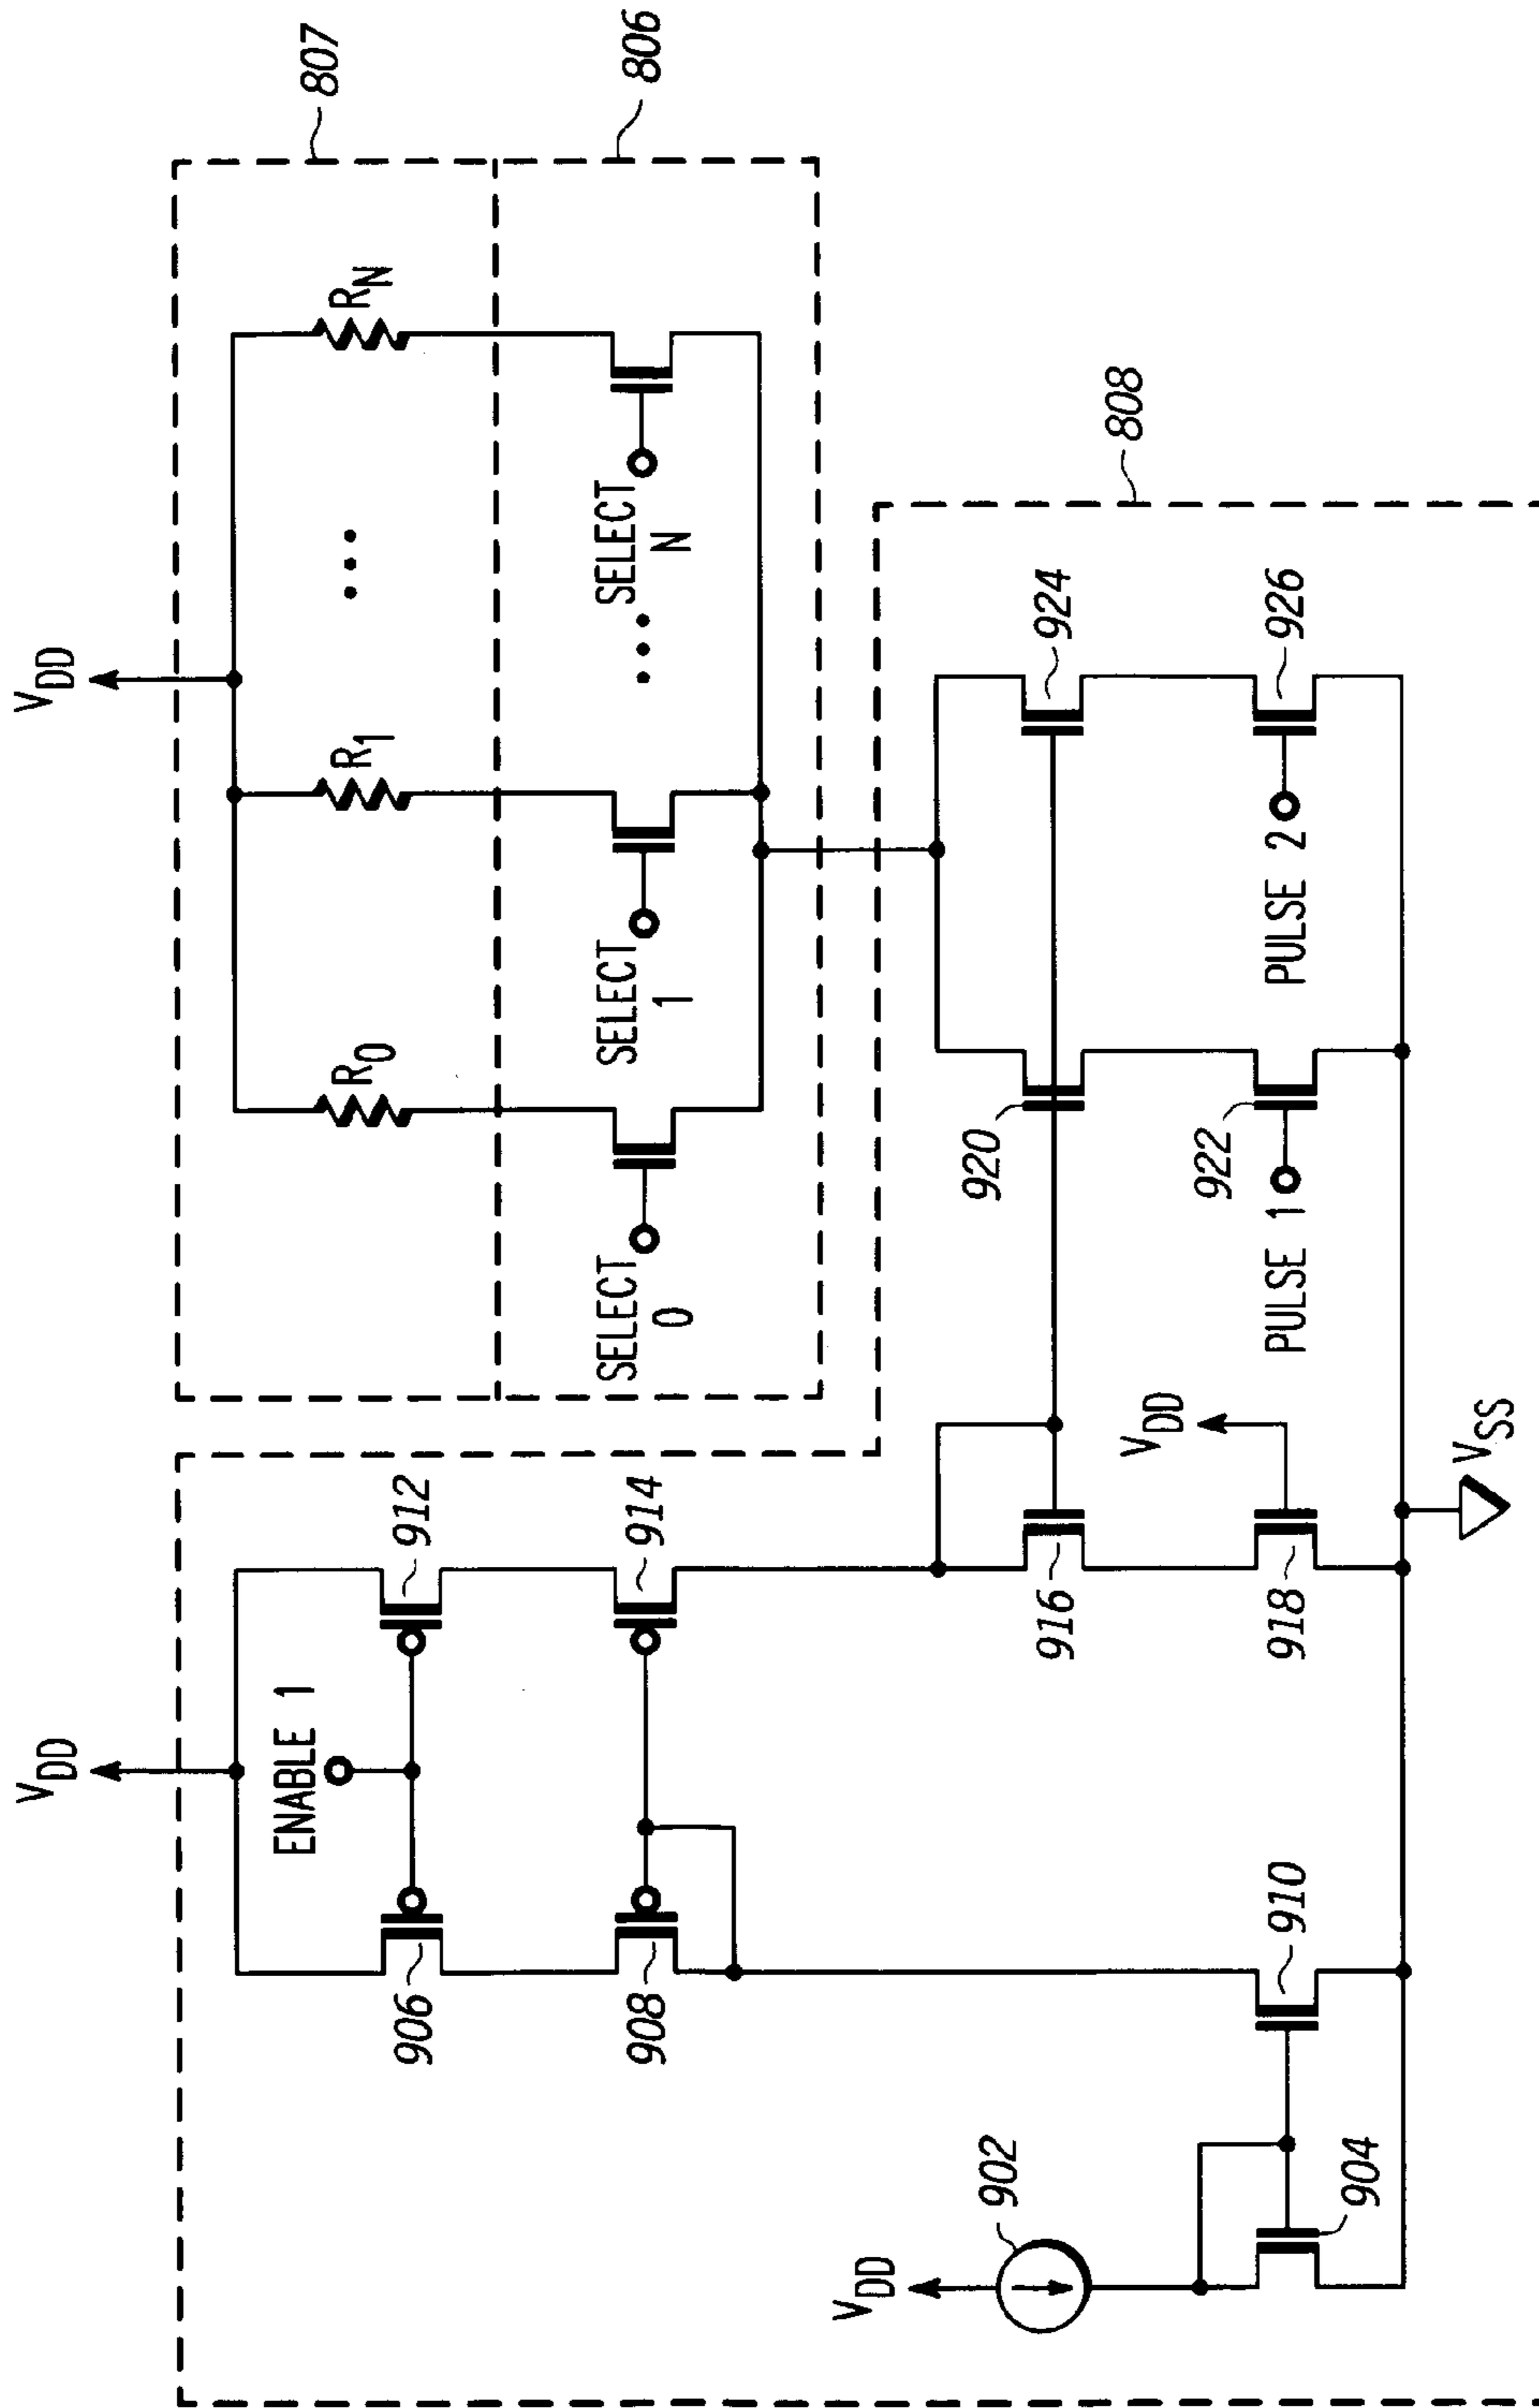 VDD
R0
R1
...
RN
807
SELECT
0
SELECT
1
...
SELECT
N
806
VDD
ENABLE 1
906
912
908
914
808
VDD
902
904
910
916
918
VDD
920
924
922
926
PULSE 1
PULSE 2
VSS